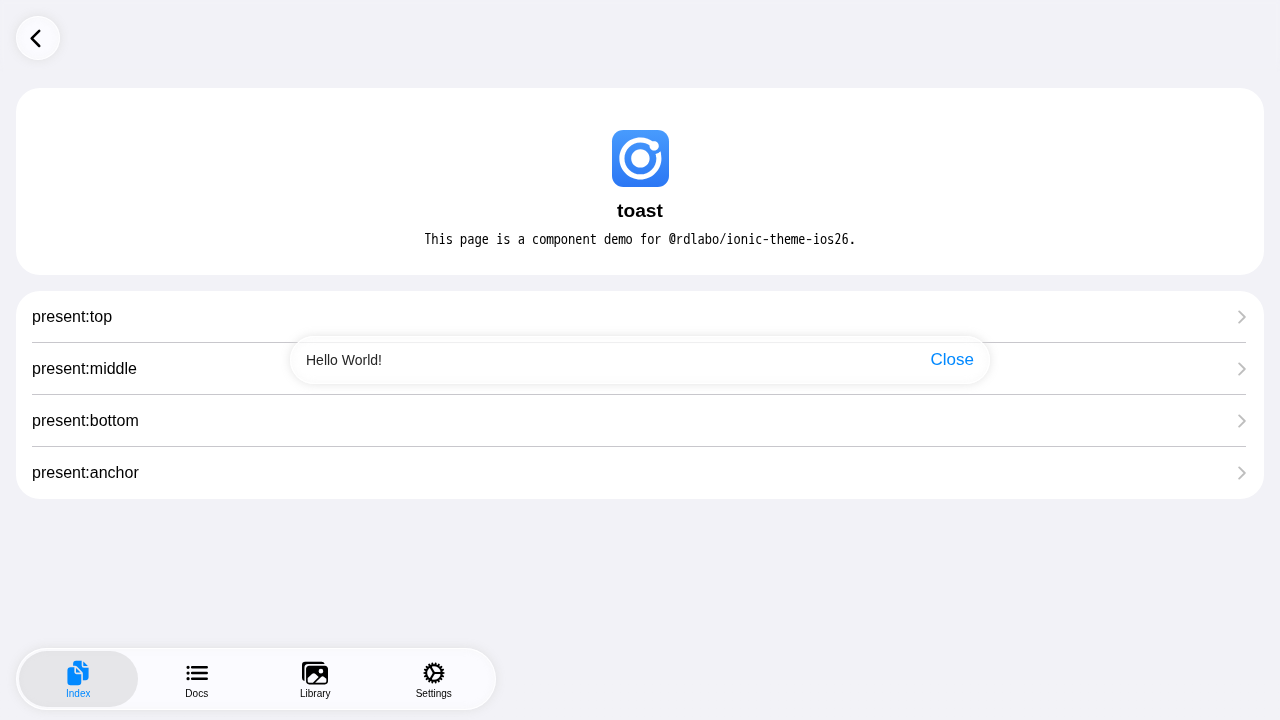 toast
This page is a component demo for @rdlabo/ionic-theme-ios26.
present:top
Hello World!
Close
present:middle
present:bottom
present:anchor
Index
Docs
Library
Settings